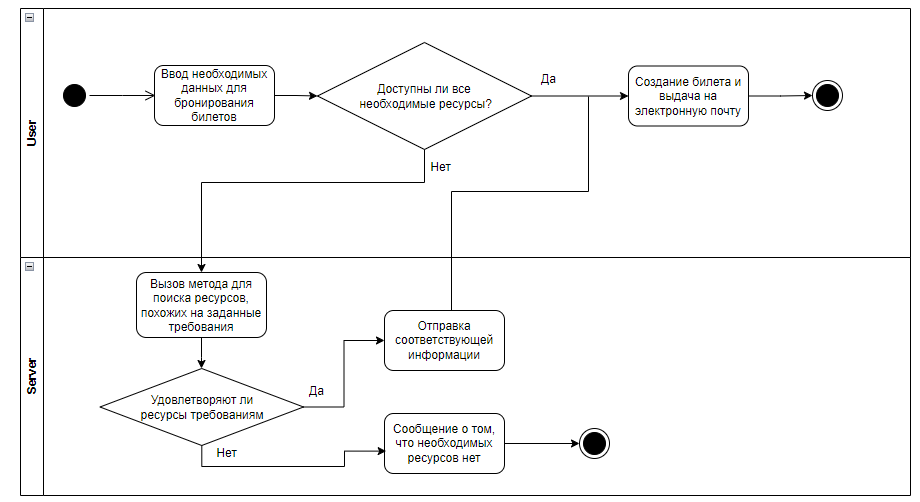 User
Ввод необходимых
данных для
бронирования
билетов
Доступны ли все
необходимые ресурсы?
Да
Создание билета и
выдача на
электронную почту
Нет
Server
Вызов метода для
поиска ресурсов,
похожих на заданные
требования
Удовлетворяют ли
ресурсы требованиям
Да
Отправка
соответствующей
информации
Нет
Сообщение о том,
что необходимых
ресурсов нет